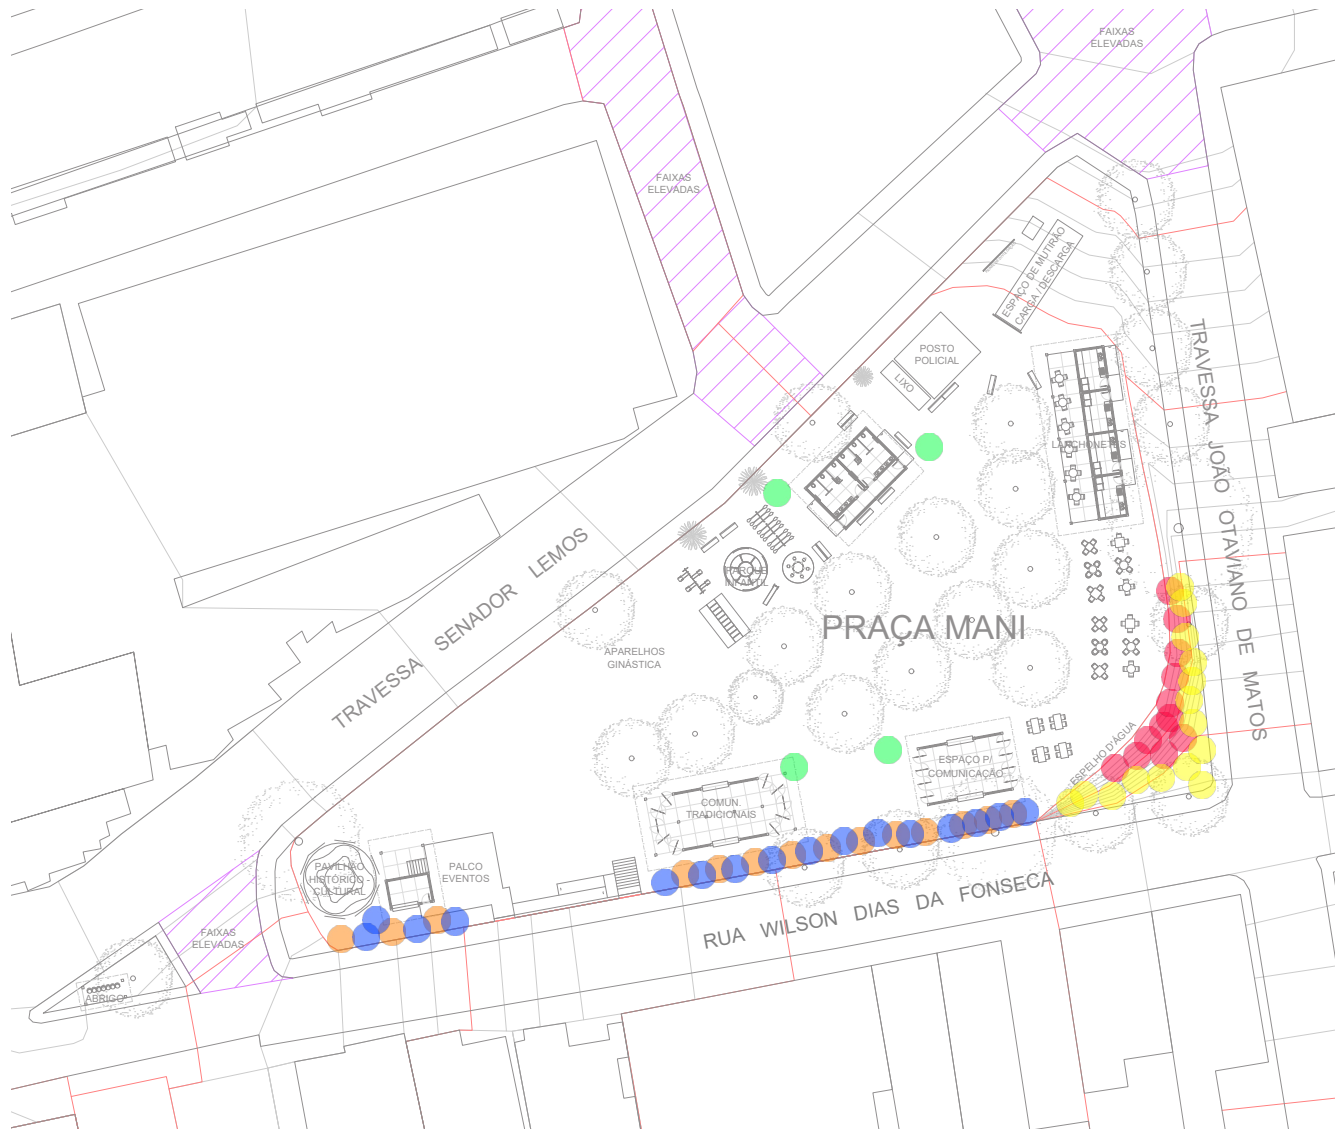 FAIXAS
ELEVADAS
FAIXAS
ELEVADAS
ESPAÇO DE MUTIRÃO
CARGA / DESCARGA
POSTO
POLICIAL
LIXO
LANCHONETES
TRAVESSA JOÃO OTAVIANO DE MATOS
TRAVESSA SENADOR LEMOS
PARQUE
INFANTIL
PRAÇA MANI
APARELHOS
GINÁSTICA
ESPELHO D'ÁGUA
ESPAÇO P/
COMUNICAÇÃO
COMUN.
TRADICIONAIS
PAVILHÃO
HISTÓRICO -
CULTURAL
PALCO
EVENTOS
RUA WILSON DIAS DA FONSECA
FAIXAS
ELEVADAS
ABRIGO